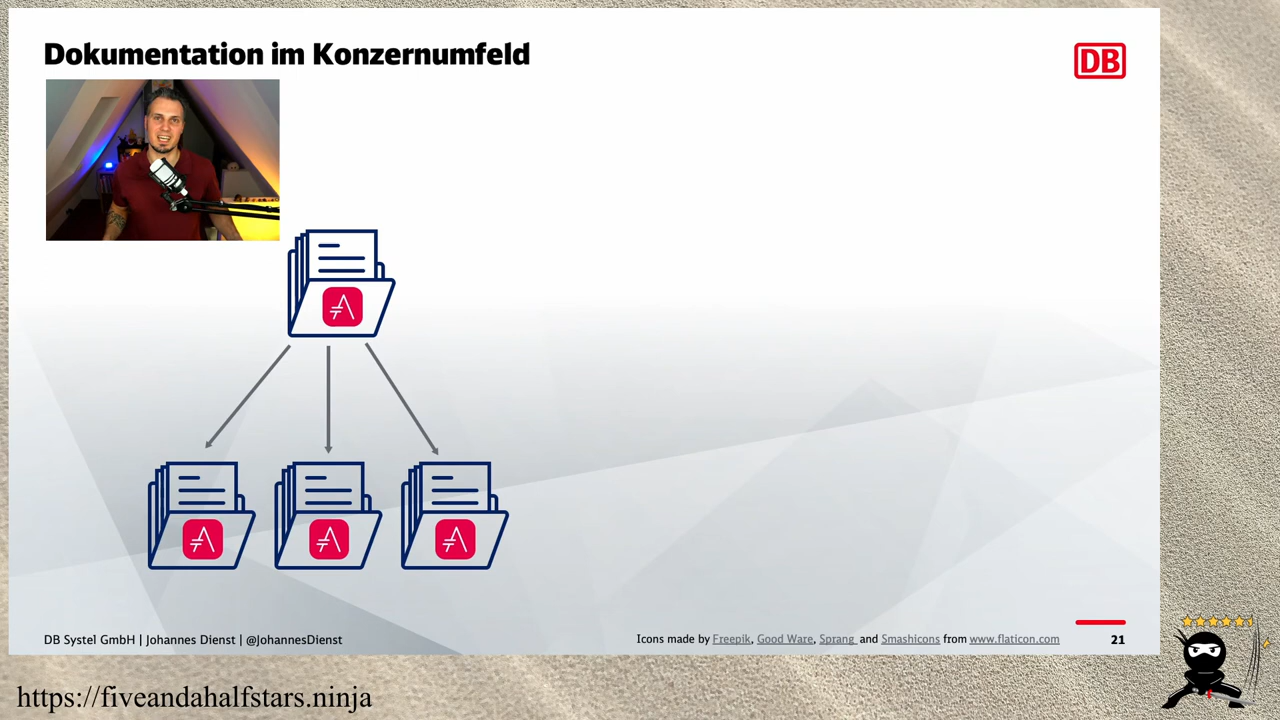 Dokumentation im Konzernumfeld
DB
DB Systel GmbH | Johannes Dienst | @JohannesDienst
Icons made by Freepik, Good Ware, Sprang and Smashicons from www.flaticon.com
21
https://fiveandahalfstars.ninja